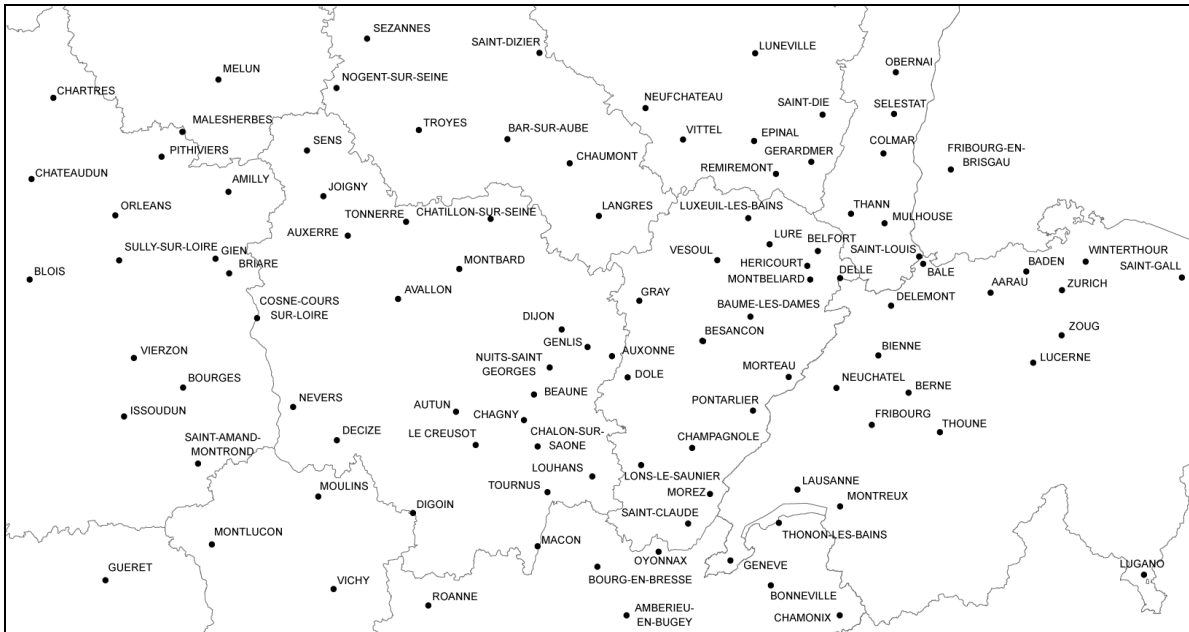 SEZANNES
SAINT-DIZIER
LUNEVILLE
OBERNAI
MELUN
NOGENT-SUR-SEINE
CHARTRES
NEUFCHATEAU
SAINT-DIE
SELESTAT
MALESHERBES
TROYES
BAR-SUR-AUBE
VITTEL
EPINAL
SENS
COLMAR
PITHIVIERS
CHAUMONT
GERARDMER
FRIBOURG-EN-
BRISGAU
CHATEAUDUN
AMILLY
JOIGNY
REMIREMONT
ORLEANS
TONNERRE
CHATILLON-SUR-SEINE
LANGRES
LUXEUIL-LES-BAINS
THANN
MULHOUSE
AUXERRE
SULLY-SUR-LOIRE
GIEN
LURE
BELFORT
SAINT-LOUIS
VESOUL
WINTERTHOUR
BLOIS
BRIARE
MONTBARD
HERICOURT
DELLE
BALE
BADEN
SAINT-GALL
MONTBELIARD
AARAU
ZURICH
GRAY
AVALLON
COSNE-COURS
SUR-LOIRE
BAUME-LES-DAMES
DELEMONT
DIJON
BESANCON
ZOUG
GENLIS
VIERZON
AUXONNE
BIENNE
LUCERNE
NUITS-SAINT
GEORGES
MORTEAU
DOLE
BOURGES
NEUCHATEL
BERNE
BEAUNE
NEVERS
AUTUN
PONTARLIER
ISSOUDUN
CHAGNY
FRIBOURG
THOUNE
DECIZE
LE CREUSOT
CHALON-SUR-
SAONE
SAINT-AMAND-
MONTROND
CHAMPAGNOLE
LOUHANS
LONS-LE-SAUNIER
LAUSANNE
MOULINS
TOURNUS
MOREZ
MONTREUX
DIGOIN
SAINT-CLAUDE
MONTLUCON
MACON
THONON-LES-BAINS
OYONNAX
GUERET
GENEVE
LUGANO
BOURG-EN-BRESSE
VICHY
BONNEVILLE
ROANNE
AMBERIEU-
EN-BUGEY
CHAMONIX